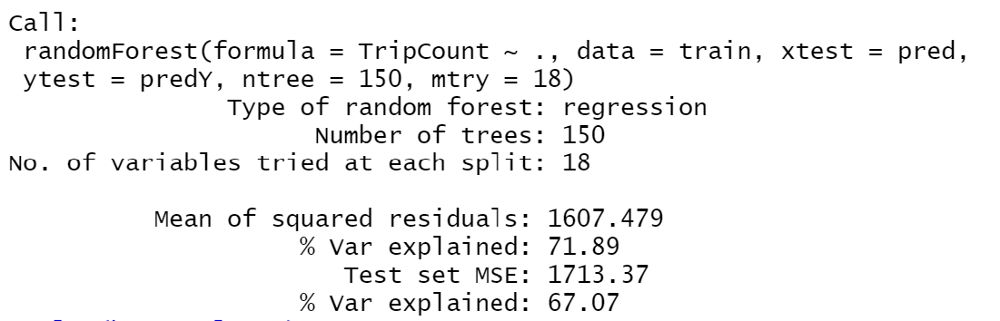 Call:
randomForest(formula = TripCount ~ ., data = train, xtest = pred,
ytest = predY, ntree = 150, mtry = 18)
Type of random forest: regression
Number of trees: 150
No. of variables tried at each split: 18
Mean of squared residuals: 1607.479
% Var explained: 71.89
Test set MSE: 1713.37
% Var explained: 67.07